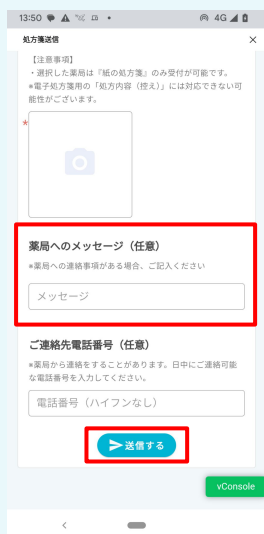 13:50
4G
処方箋送信
【注意事項】
・選択した薬局は『紙の処方箋』のみ受付が可能です。
※電子処方箋用の「処方内容（控え）」には対応できない可
能性がございます。
*
薬局へのメッセージ（任意）
※薬局への連絡事項がある場合、ご記入ください
メッセージ
ご連絡先電話番号（任意）
※薬局から連絡をすることがあります。日中にご連絡可能
な電話番号を入力してください。
電話番号（ハイフンなし）
送信する
vConsole